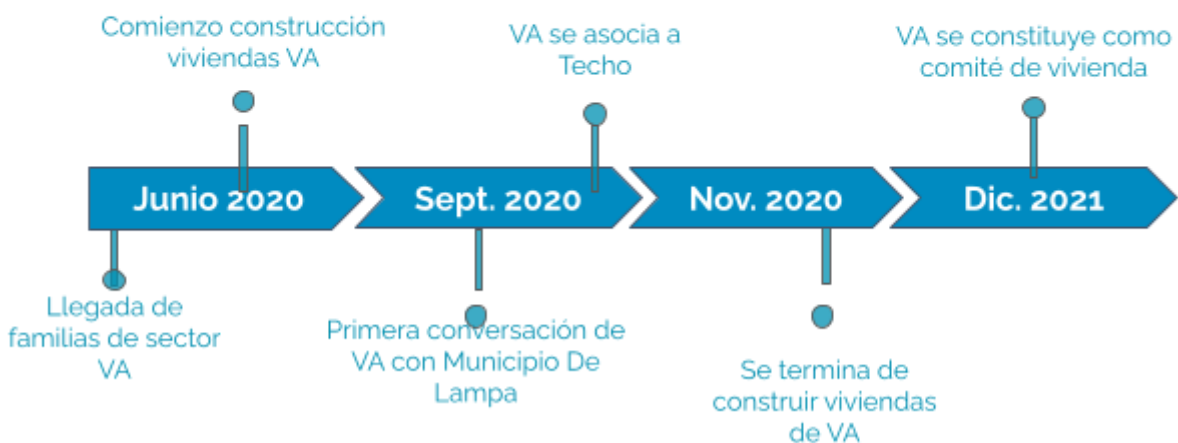 Comienzo construcción
viviendas VA
VA se asocia a
Techo
VA se constituye como
comité de vivienda
Junio 2020
Sept. 2020
Nov. 2020
Dic. 2021
Llegada de
familias de sector
VA
Primera conversación de
VA con Municipio De
Lampa
Se termina de
construir viviendas
de VA